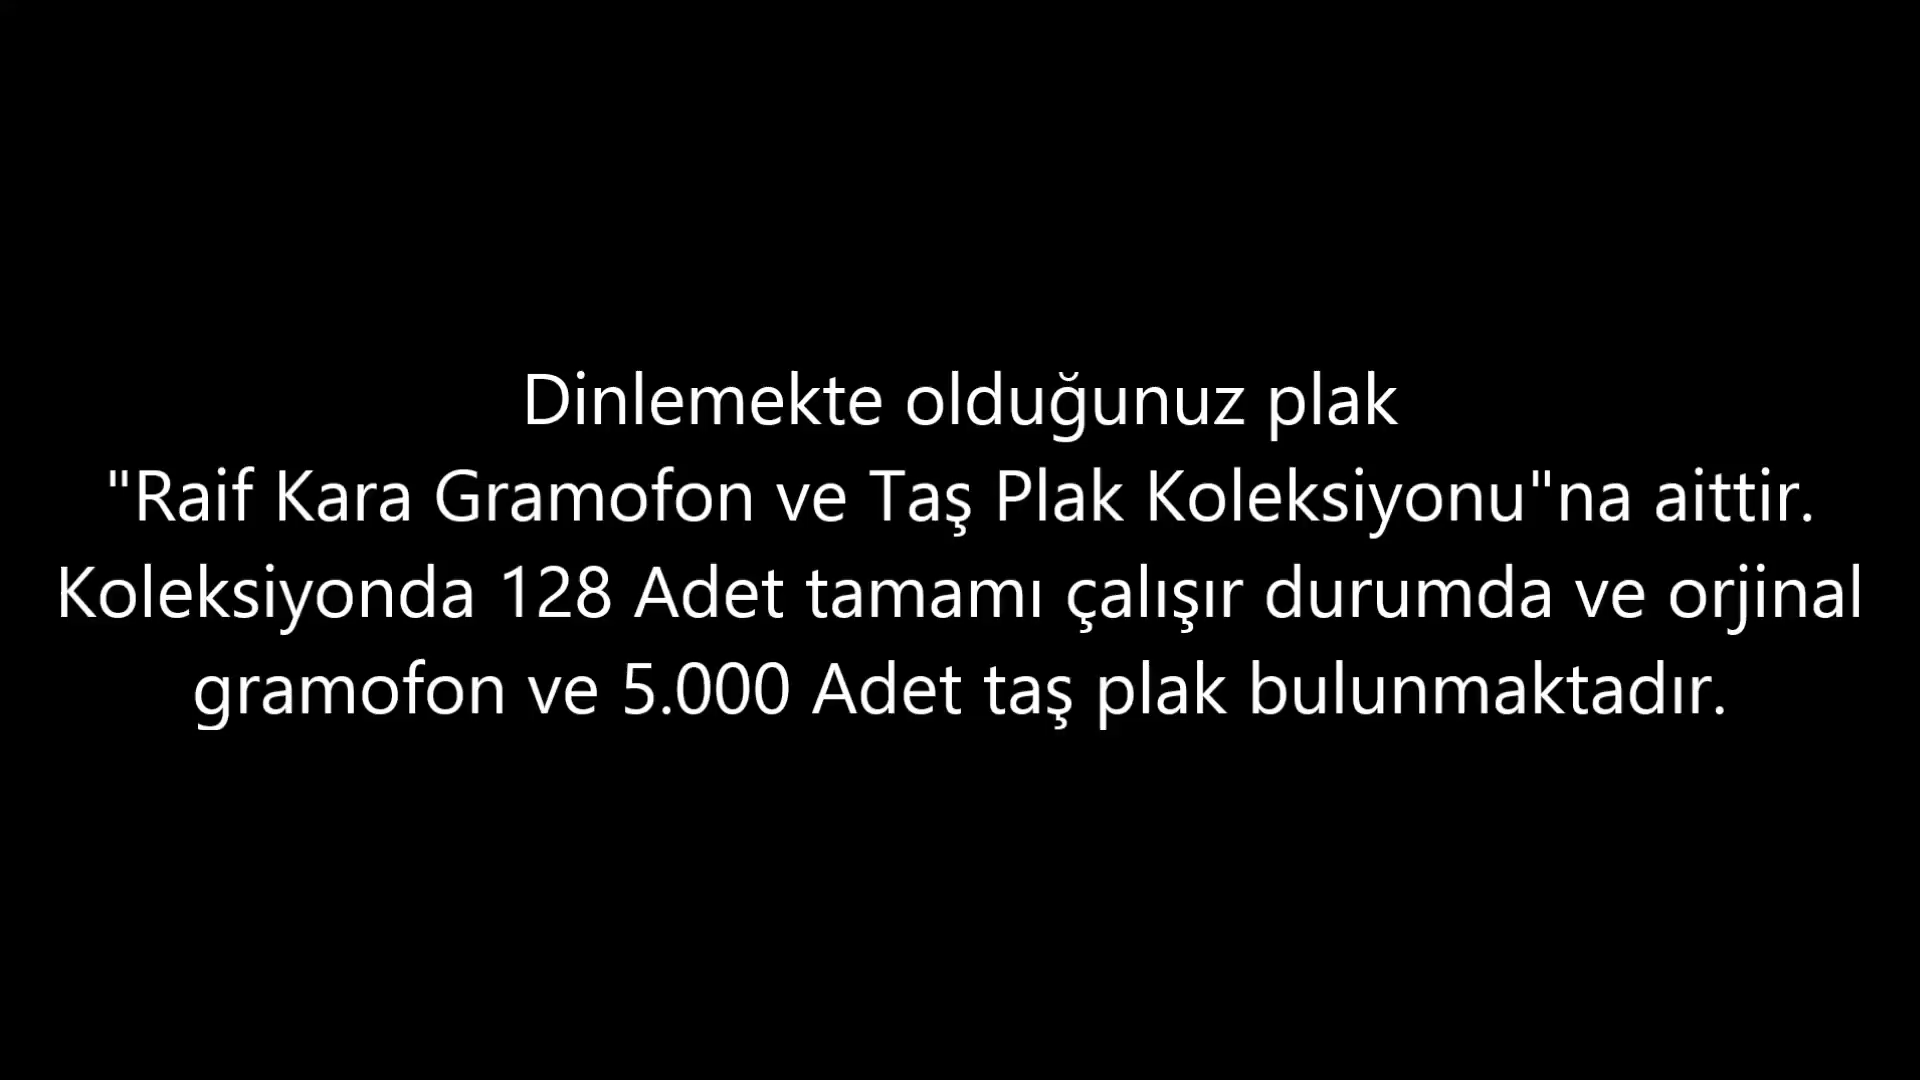 Dinlemekte olduğunuz plak
"Raif Kara Gramofon ve Taş Plak Koleksiyonu"na aittir.
Koleksiyonda 128 Adet tamamı çalışır durumda ve orjinal
gramofon ve 5.000 Adet taş plak bulunmaktadır.